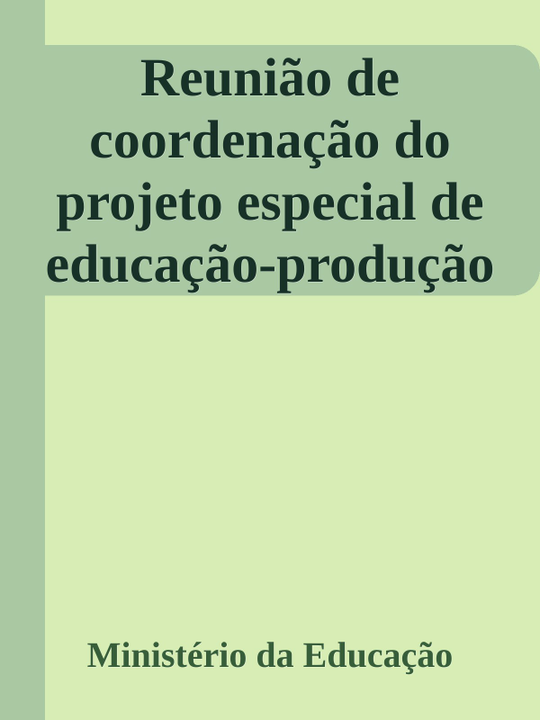 Reunião de
coordenação do
projeto especial de
educação-produção
Ministério da Educação